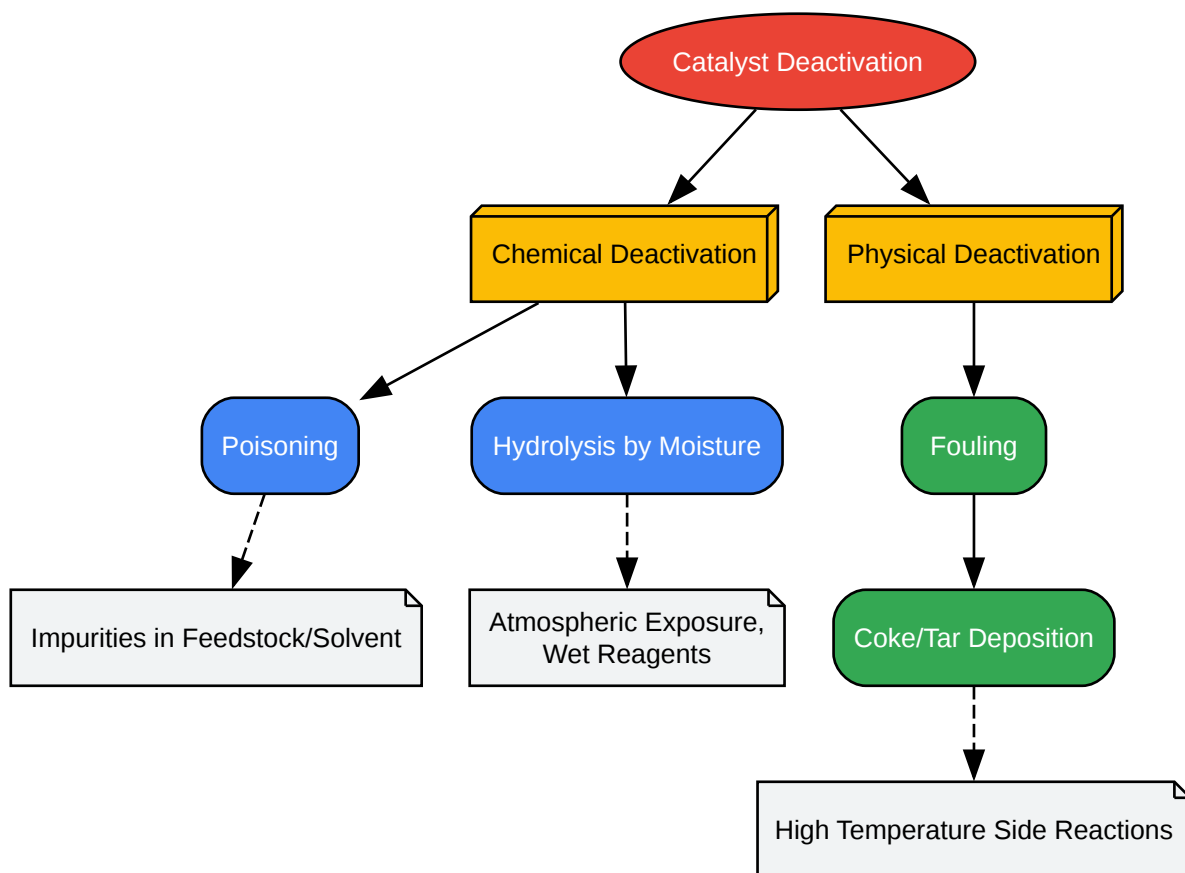 Catalyst Deactivation
Chemical Deactivation
Physical Deactivation
Poisoning
Hydrolysis by Moisture
Fouling
Impurities in Feedstock/Solvent
Atmospheric Exposure,
Wet Reagents
Coke/Tar Deposition
High Temperature Side Reactions